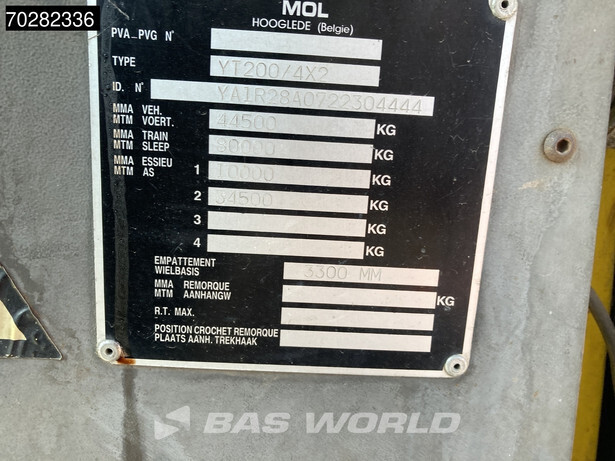 70282336
MOL
HOOGLEDE (Belgie)
PVA_PVG N°
TYPE YT200/4X2
ID. N° YA1R28A0722304444
MMA VEH.
MTM VOERT. 44500 KG
MMA TRAIN
MTM SLEEP 80000 KG
MMA ESSIEU
MTM AS 1 10000 KG
2 34500 KG
3 KG
4 KG
EMPATTEMENT
WIELBASIS 3300 MM
MMA REMORQUE
MTM AANHANGW KG
R.T. MAX.
POSITION CROCHET REMORQUE
PLAATS AANH. TREKHAAK
BAS WORLD